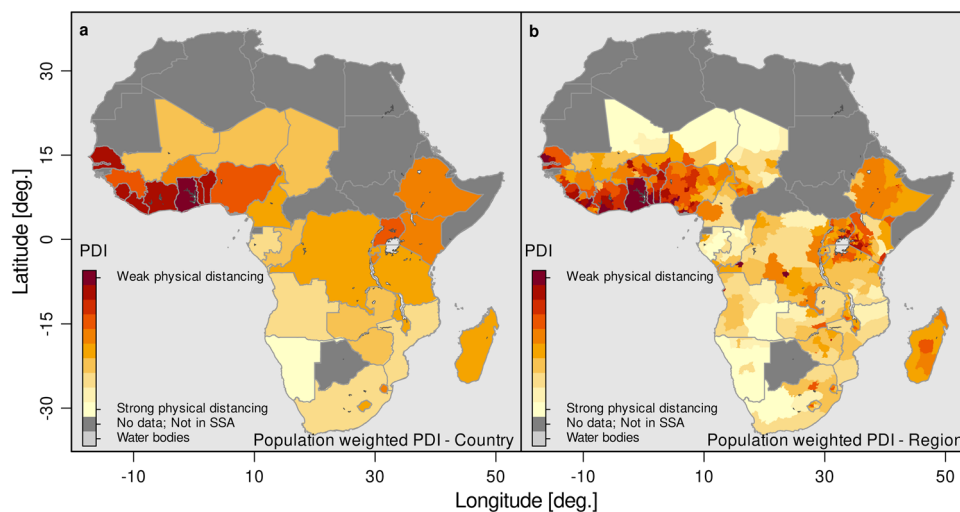 a
b
30
15
0
-15
-30
Latitude [deg.]
PDI
Weak physical distancing
Strong physical distancing
No data; Not in SSA
Water bodies
Population weighted PDI - Country
PDI
Weak physical distancing
Strong physical distancing
No data; Not in SSA
Water bodies
Population weighted PDI - Region
-10
10
30
50
-10
10
30
50
Longitude [deg.]